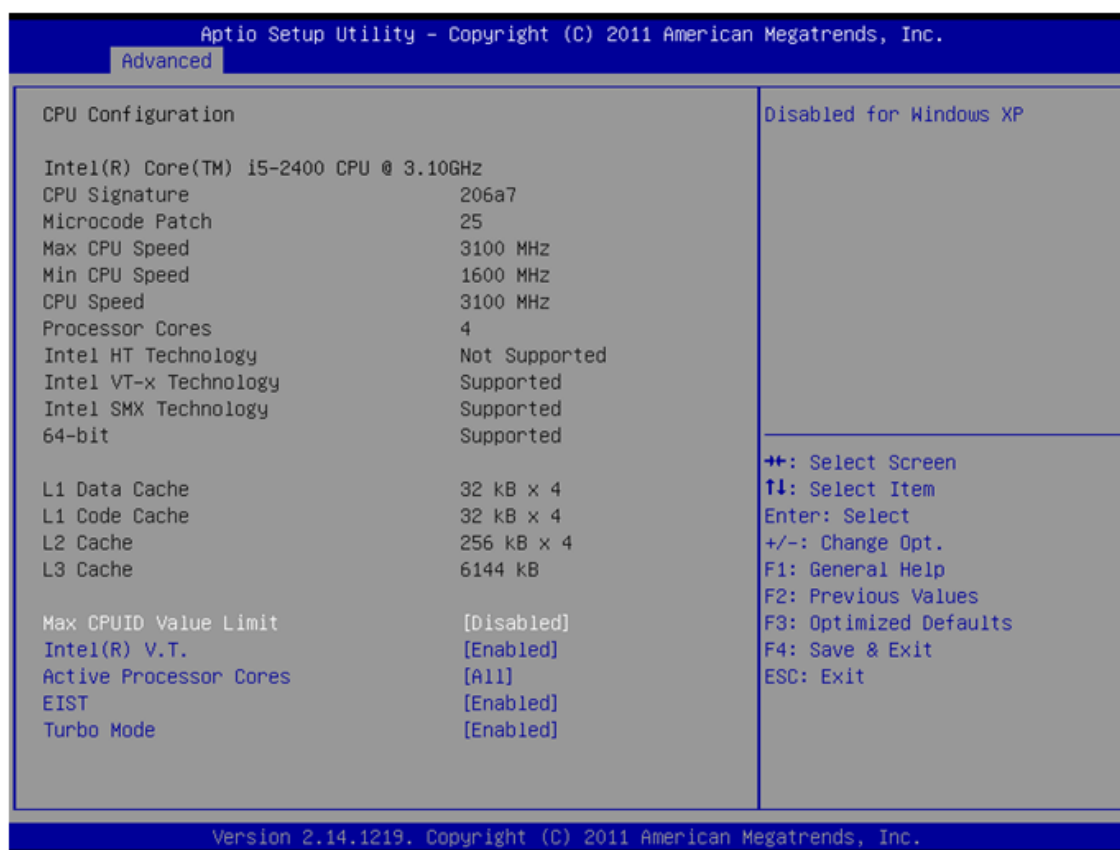 Aptio Setup Utility – Copyright (C) 2011 American Megatrends, Inc.
Advanced
CPU Configuration
Intel(R) Core(TM) i5-2400 CPU @ 3.10GHz
CPU Signature 206a7
Microcode Patch 25
Max CPU Speed 3100 MHz
Min CPU Speed 1600 MHz
CPU Speed 3100 MHz
Processor Cores 4
Intel HT Technology Not Supported
Intel VT-x Technology Supported
Intel SMX Technology Supported
64-bit Supported
L1 Data Cache 32 kB x 4
L1 Code Cache 32 kB x 4
L2 Cache 256 kB x 4
L3 Cache 6144 kB
Max CPUID Value Limit [Disabled]
Intel(R) V.T. [Enabled]
Active Processor Cores [All]
EIST [Enabled]
Turbo Mode [Enabled]
Disabled for Windows XP
→←: Select Screen
↑↓: Select Item
Enter: Select
+/-: Change Opt.
F1: General Help
F2: Previous Values
F3: Optimized Defaults
F4: Save & Exit
ESC: Exit
Version 2.14.1219. Copyright (C) 2011 American Megatrends, Inc.